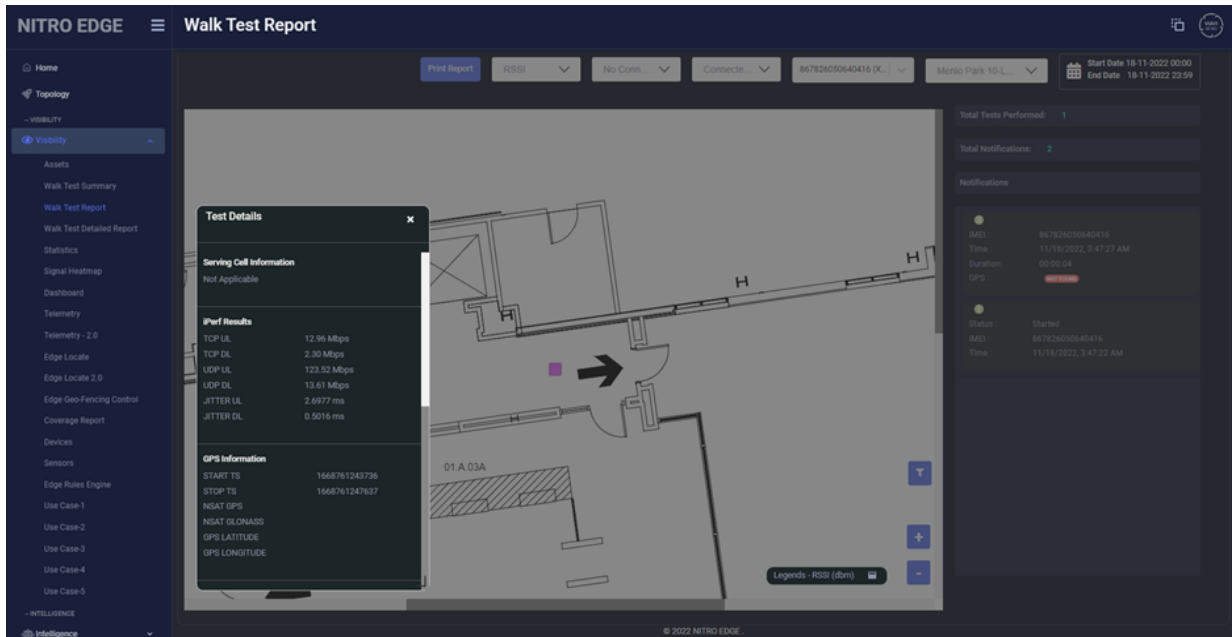 NITRO EDGE
Walk Test Report
Home
Topology
– VISIBILITY
Visibility
Assets
Walk Test Summary
Walk Test Report
Walk Test Detailed Report
Statistics
Signal Heatmap
Dashboard
Telemetry
Telemetry - 2.0
Edge Locate
Edge Locate 2.0
Edge Geo-Fencing Control
Coverage Report
Devices
Sensors
Edge Rules Engine
Use Case-1
Use Case-2
Use Case-3
Use Case-4
Use Case-5
– INTELLIGENCE
Intelligence
Print Report
RSSI
No Conn...
Connecte...
867826050640416 (X...
Menlo Park 10-L...
Start Date 18-11-2022 00:00
End Date 18-11-2022 23:59
Test Details
×
Serving Cell Information
Not Applicable
iPerf Results
TCP UL 12.96 Mbps
TCP DL 2.30 Mbps
UDP UL 123.52 Mbps
UDP DL 13.61 Mbps
JITTER UL 2.6977 ms
JITTER DL 0.5016 ms
GPS Information
START TS 1668761243736
STOP TS 1668761247637
NSAT GPS
NSAT GLONASS
GPS LATITUDE
GPS LONGITUDE
H
H
H
H
01.A.03A
+
-
Legends - RSSI (dbm)
Total Tests Performed: 1
Total Notifications: 2
Notifications
IMEI : 867826050640416
Time : 11/18/2022, 3:47:27 AM
Duration: 00:00:04
GPS : NOT FOUND
Status : Started
IMEI : 867826050640416
Time : 11/18/2022, 3:47:22 AM
© 2022 NITRO EDGE .